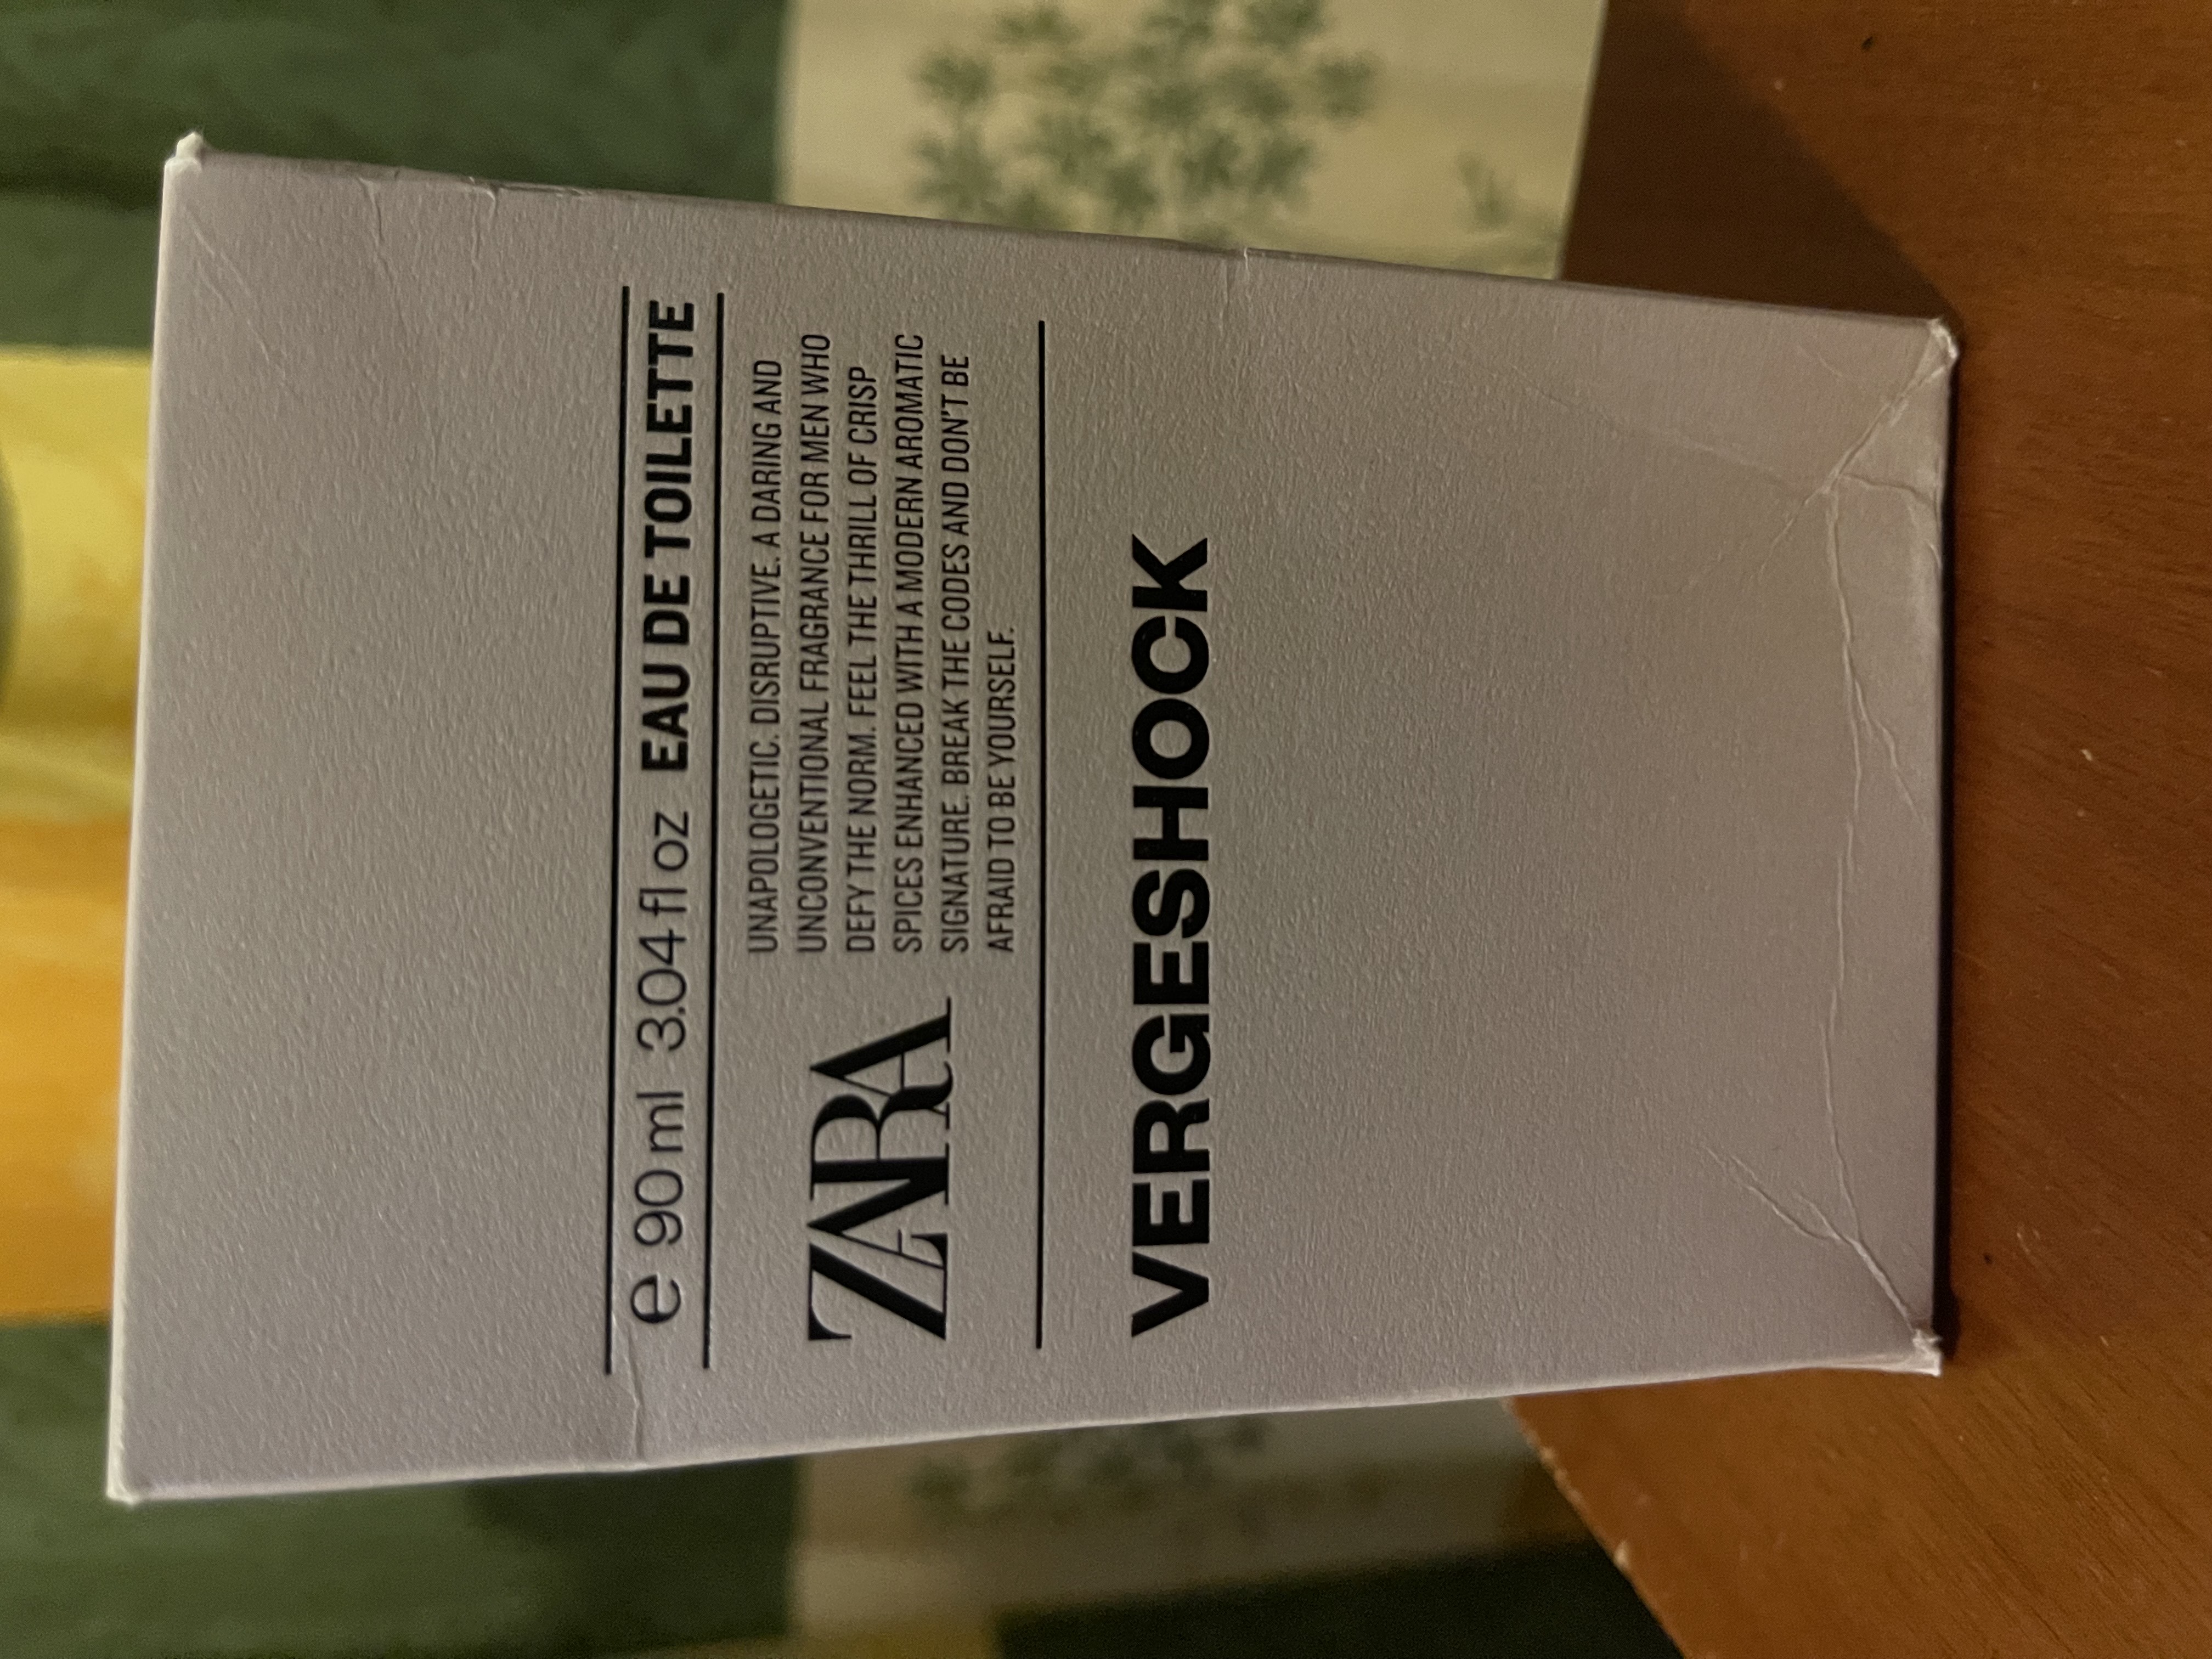 e 90 ml 3.04 fl oz EAU DE TOILETTE
ZARA
UNAPOLOGETIC. DISRUPTIVE. A DARING AND
UNCONVENTIONAL FRAGRANCE FOR MEN WHO
DEFY THE NORM. FEEL THE THRILL OF CRISP
SPICES ENHANCED WITH A MODERN AROMATIC
SIGNATURE. BREAK THE CODES AND DON'T BE
AFRAID TO BE YOURSELF.
VERGESHOCK